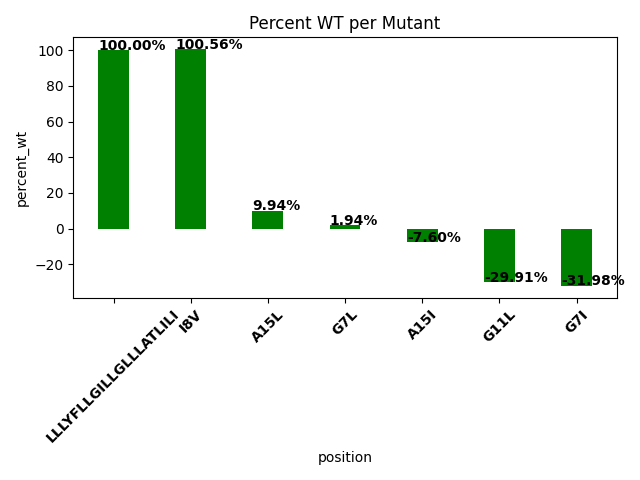 Percent WT per Mutant
percent_wt
100
80
60
40
20
0
−20
100.00%
100.56%
9.94%
1.94%
-7.60%
-29.91%
-31.98%
LLLYFLLGILLGLLLATLILI
I8V
A15L
G7L
A15I
G11L
G7I
position